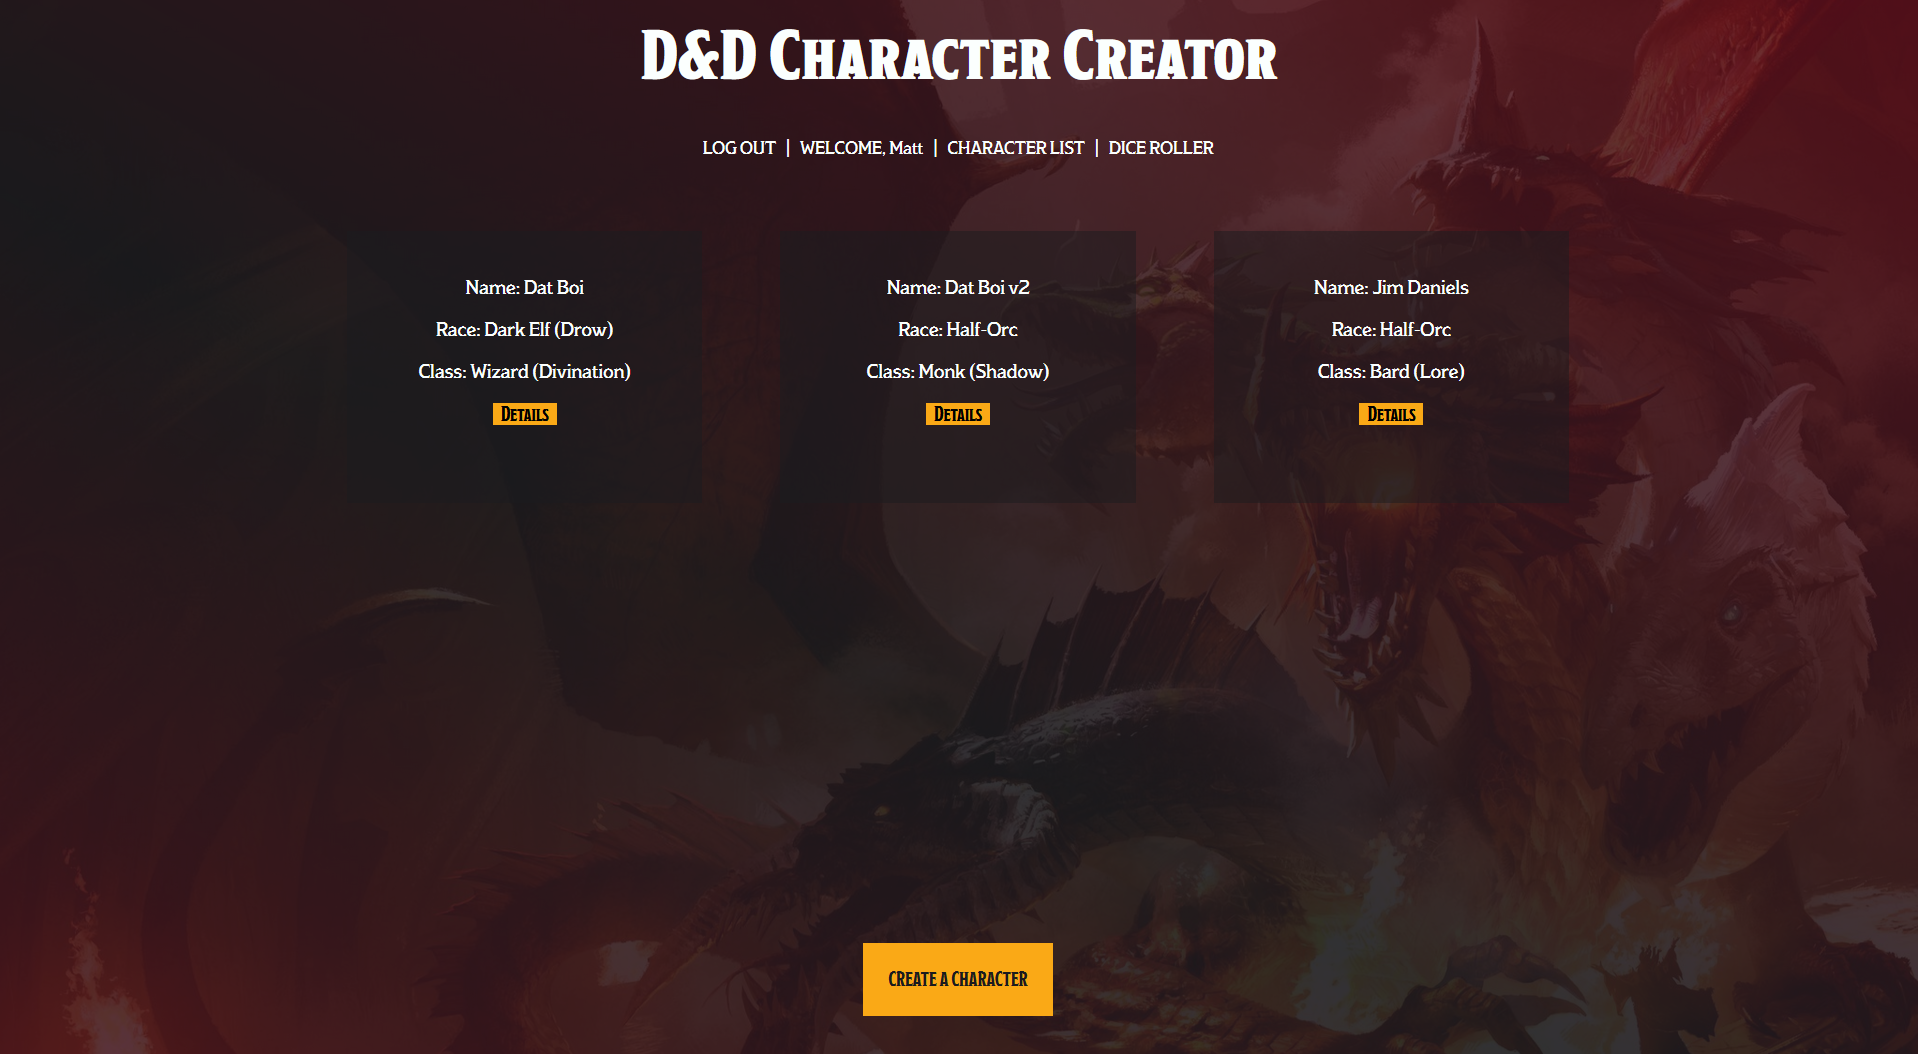 D&D CHARACTER CREATOR
LOG OUT | WELCOME, Matt | CHARACTER LIST | DICE ROLLER
Name: Dat Boi
Race: Dark Elf (Drow)
Class: Wizard (Divination)
DETAILS
Name: Dat Boi v2
Race: Half-Orc
Class: Monk (Shadow)
DETAILS
Name: Jim Daniels
Race: Half-Orc
Class: Bard (Lore)
DETAILS
CREATE A CHARACTER